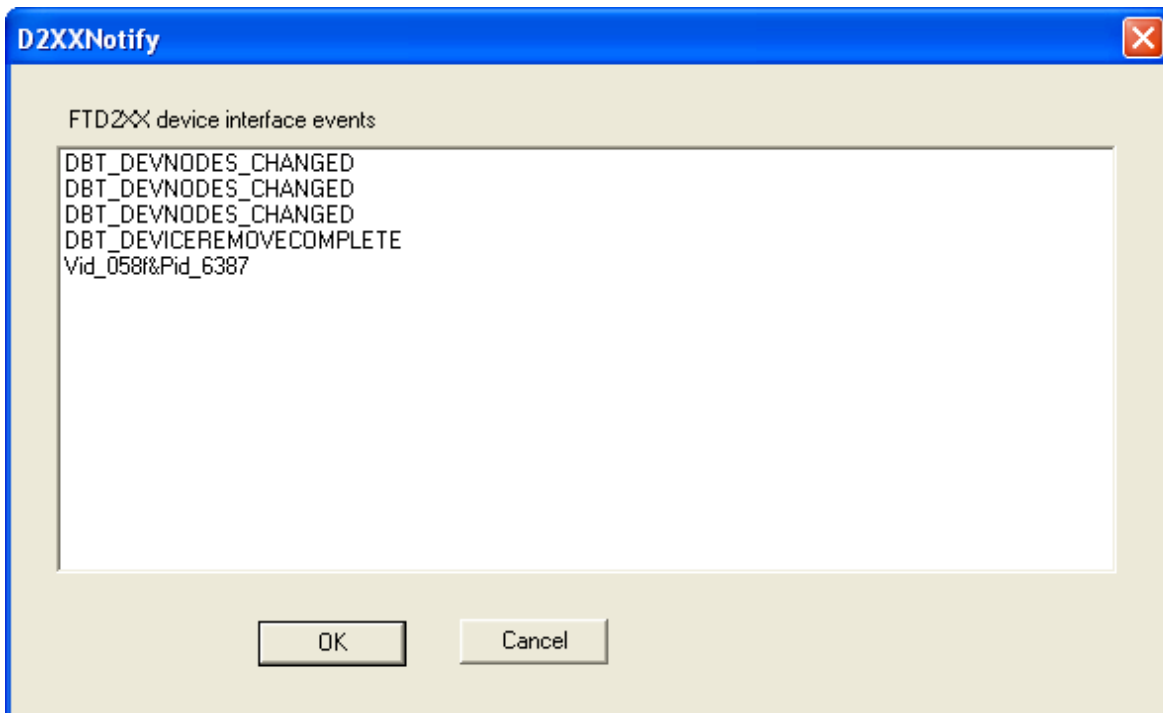 D2XXNotify
FTD2XX device interface events
DBT_DEVNODES_CHANGED
DBT_DEVNODES_CHANGED
DBT_DEVNODES_CHANGED
DBT_DEVICEREMOVECOMPLETE
Vid_058f&Pid_6387
OK
Cancel